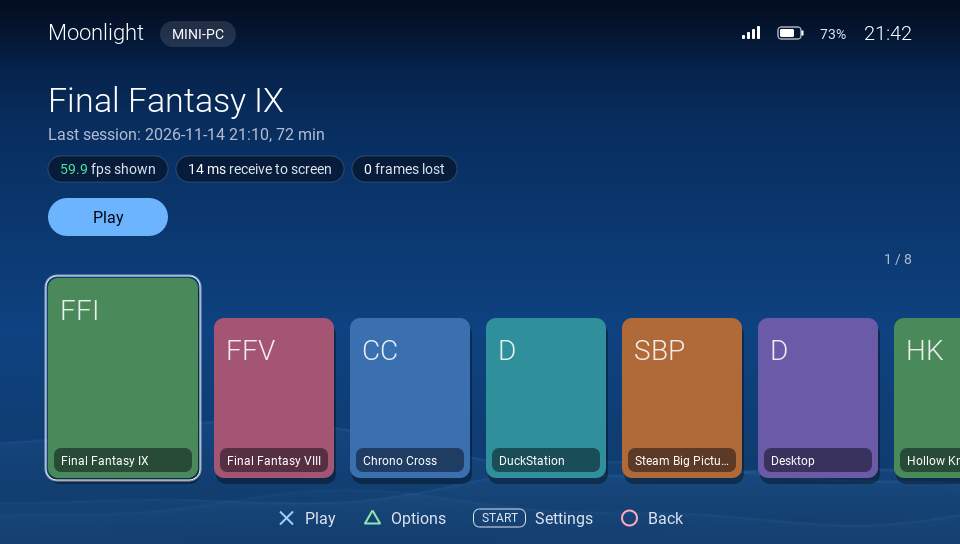 Moonlight MINI-PC 73% 21:42
Final Fantasy IX
Last session: 2026-11-14 21:10, 72 min
59.9 fps shown 14 ms receive to screen 0 frames lost
Play
1 / 8
FFI
FFV
CC
D
SBP
D
HK
Final Fantasy IX
Final Fantasy VIII
Chrono Cross
DuckStation
Steam Big Pictu...
Desktop
Hollow Kr
Play Options START Settings Back